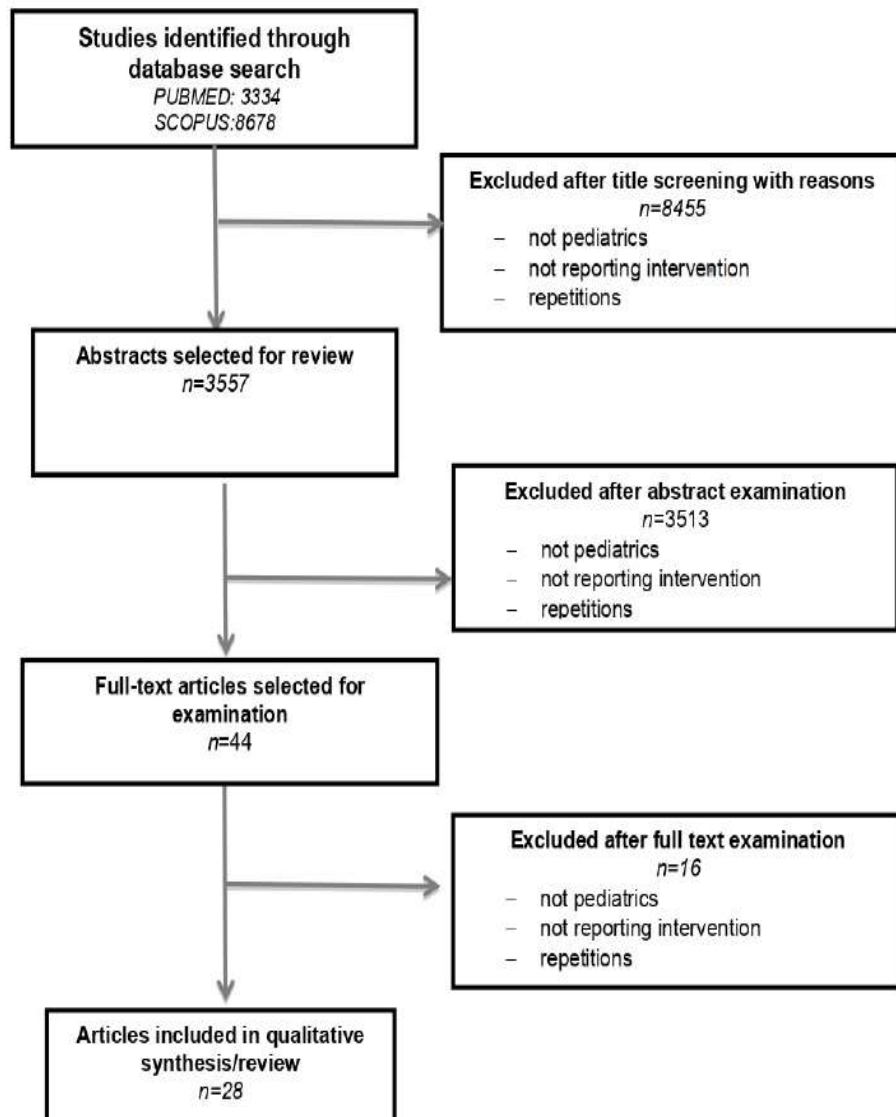 Studies identified through
database search
PUBMED: 3334
SCOPUS:8678
Excluded after title screening with reasons
n=8455
– not pediatrics
– not reporting intervention
– repetitions
Abstracts selected for review
n=3557
Excluded after abstract examination
n=3513
– not pediatrics
– not reporting intervention
– repetitions
Full-text articles selected for
examination
n=44
Excluded after full text examination
n=16
– not pediatrics
– not reporting intervention
– repetitions
Articles included in qualitative
synthesis/review
n=28